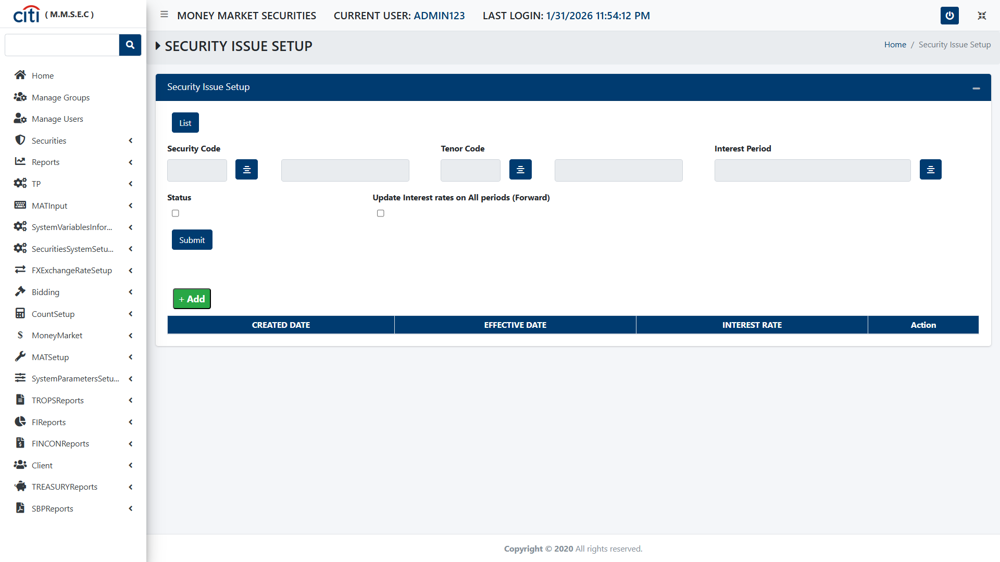 citi ( M.M.S.E.C )
MONEY MARKET SECURITIES CURRENT USER: ADMIN123 LAST LOGIN: 1/31/2026 11:54:12 PM
SECURITY ISSUE SETUP
Home / Security Issue Setup
Home
Manage Groups
Manage Users
Securities
Reports
TP
MATInput
SystemVariablesInfor...
SecuritiesSystemSetu...
FXExchangeRateSetup
Bidding
CountSetup
MoneyMarket
MATSetup
SystemParametersSetu...
TROPSReports
FIReports
FINCONReports
Client
TREASURYReports
SBPReports
Security Issue Setup
List
Security Code Tenor Code Interest Period
Status Update Interest rates on All periods (Forward)
Submit
+ Add
CREATED DATE EFFECTIVE DATE INTEREST RATE Action
Copyright © 2020 All rights reserved.